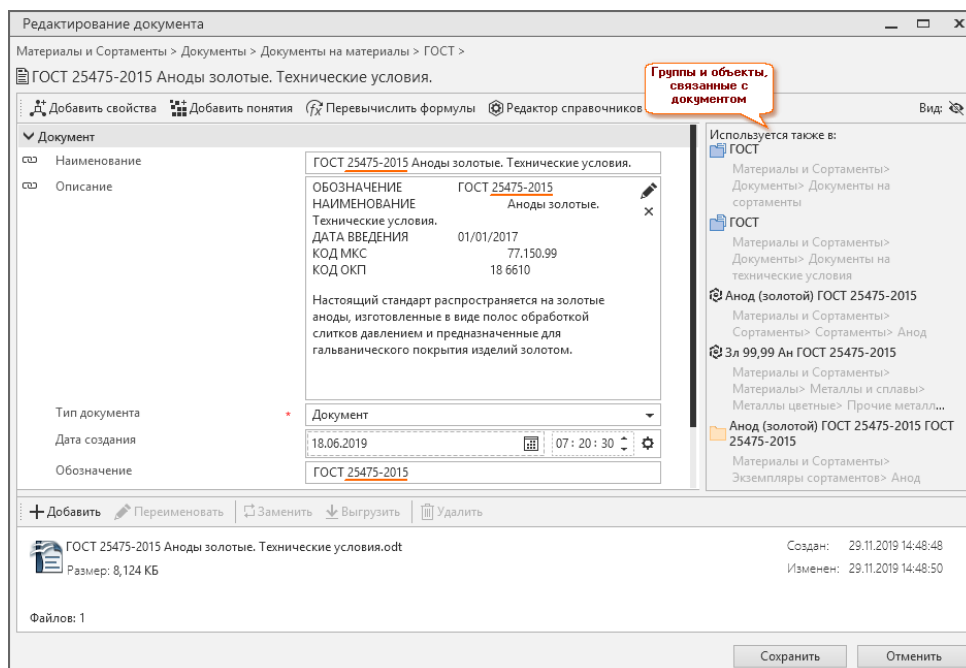 Редактирование документа
Материалы и Сортаменты > Документы > Документы на материалы > ГОСТ >
ГОСТ 25475-2015 Аноды золотые. Технические условия.
Группы и объекты,
связанные с
документом
Добавить свойства Добавить понятия Перевычислить формулы Редактор справочников Вид:
Документ
Наименование ГОСТ 25475-2015 Аноды золотые. Технические условия.
Описание
ОБОЗНАЧЕНИЕ ГОСТ 25475-2015
НАИМЕНОВАНИЕ Аноды золотые.
Технические условия.
ДАТА ВВЕДЕНИЯ 01/01/2017
КОД МКС 77.150.99
КОД ОКП 18 6610
Настоящий стандарт распространяется на золотые
аноды, изготовленные в виде полос обработкой
слитков давлением и предназначенные для
гальванического покрытия изделий золотом.
Тип документа * Документ
Дата создания 18.06.2019 07 : 20 : 30
Обозначение ГОСТ 25475-2015
Используется также в:
ГОСТ
Материалы и Сортаменты>
Документы> Документы на
сортаменты
ГОСТ
Материалы и Сортаменты>
Документы> Документы на
технические условия
Анод (золотой) ГОСТ 25475-2015
Материалы и Сортаменты>
Сортаменты> Сортаменты> Анод
Зл 99,99 Ан ГОСТ 25475-2015
Материалы и Сортаменты>
Материалы> Металлы и сплавы>
Металлы цветные> Прочие металл...
Анод (золотой) ГОСТ 25475-2015 ГОСТ
25475-2015
Материалы и Сортаменты>
Экземпляры сортаментов> Анод
Добавить Переименовать Заменить Выгрузить Удалить
ГОСТ 25475-2015 Аноды золотые. Технические условия.odt
Размер: 8,124 КБ
Создан: 29.11.2019 14:48:48
Изменен: 29.11.2019 14:48:50
Файлов: 1
Сохранить Отменить